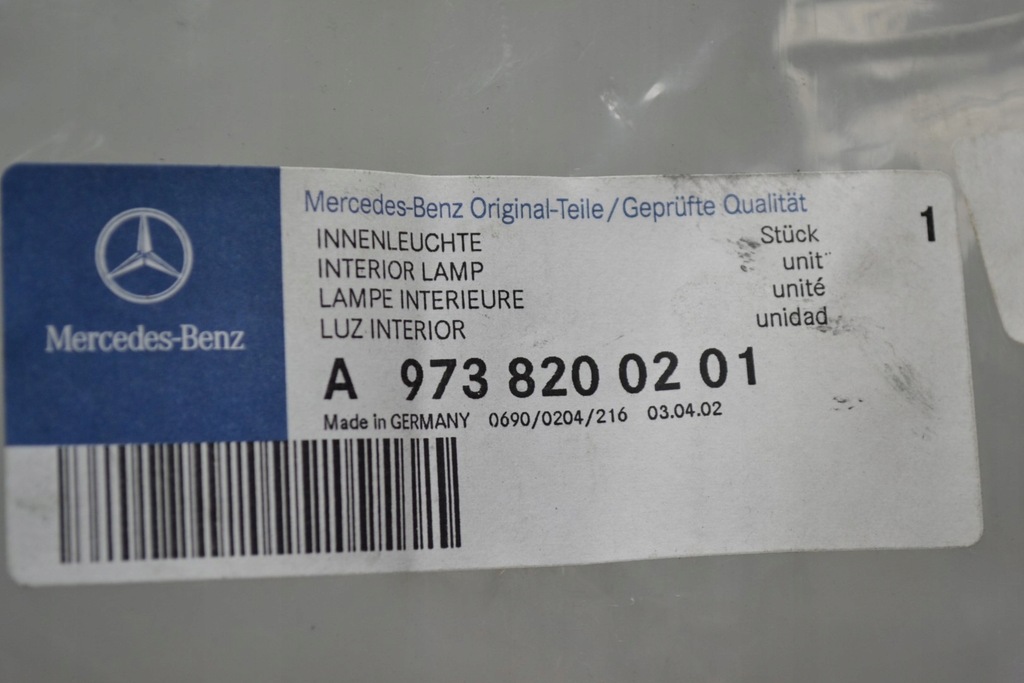 Mercedes-Benz
Mercedes-Benz Original-Teile/Geprüfte Qualität
INNENLEUCHTE Stück 1
INTERIOR LAMP unit
LAMPE INTERIEURE unité
LUZ INTERIOR unidad
A 973 820 02 01
Made in GERMANY 0690/0204/216 03.04.02